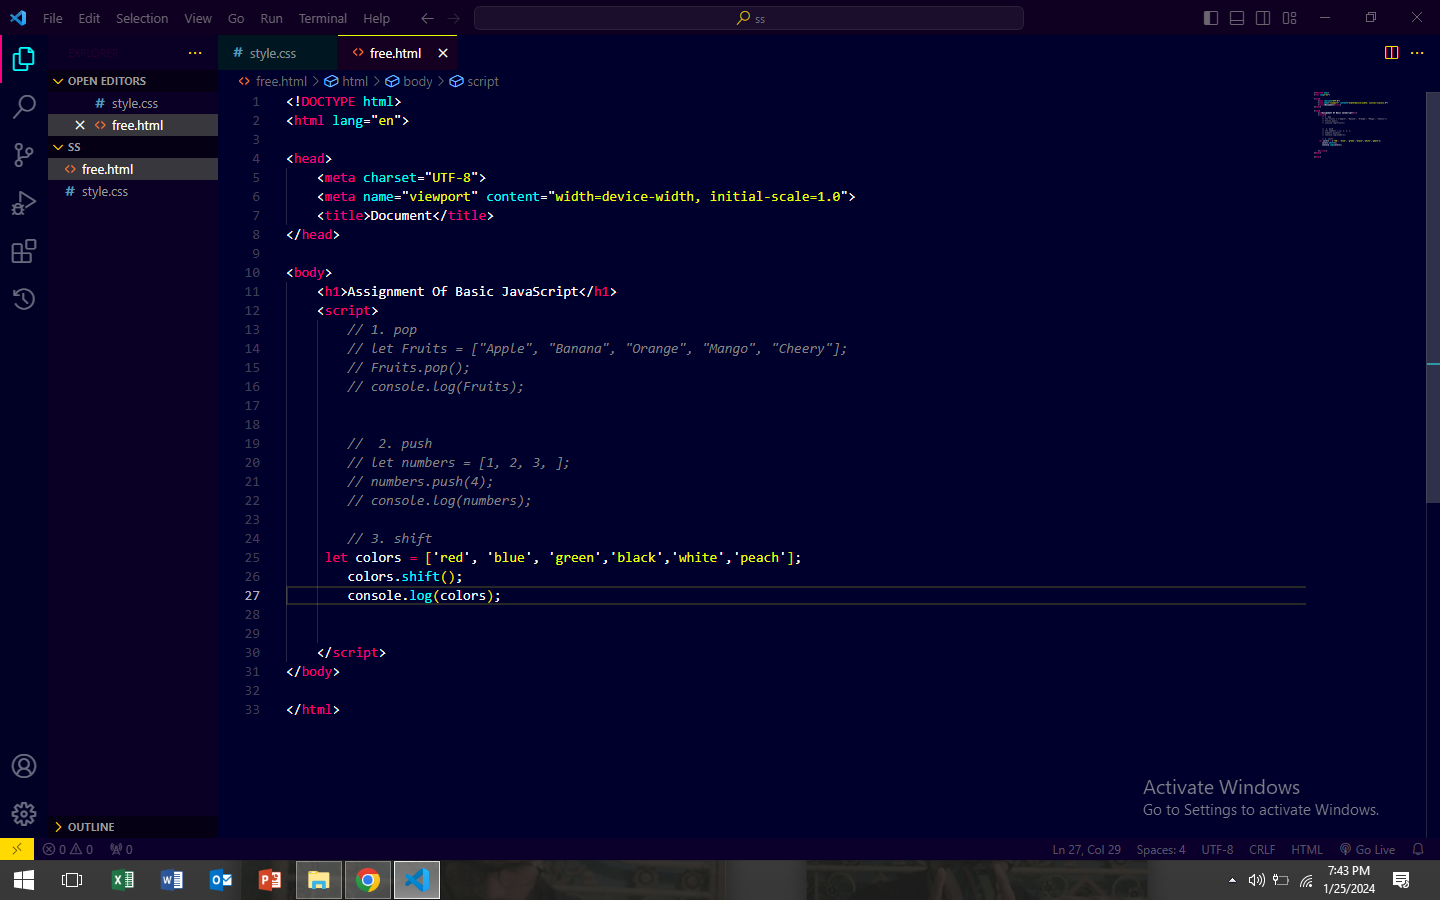 File Edit Selection View Go Run Terminal Help
ss
EXPLORER
# style.css
<> free.html
OPEN EDITORS
# style.css
<> free.html
SS
<> free.html
# style.css
OUTLINE
<> free.html > html > body > script
1 <!DOCTYPE html>
2 <html lang="en">
3
4 <head>
5 <meta charset="UTF-8">
6 <meta name="viewport" content="width=device-width, initial-scale=1.0">
7 <title>Document</title>
8 </head>
9
10 <body>
11 <h1>Assignment Of Basic JavaScript</h1>
12 <script>
13 // 1. pop
14 // let Fruits = ["Apple", "Banana", "Orange", "Mango", "Cheery"];
15 // Fruits.pop();
16 // console.log(Fruits);
17
18
19 //  2. push
20 // let numbers = [1, 2, 3, ];
21 // numbers.push(4);
22 // console.log(numbers);
23
24 // 3. shift
25 let colors = ['red', 'blue', 'green','black','white','peach'];
26 colors.shift();
27 console.log(colors);
28
29
30 </script>
31 </body>
32
33 </html>
Activate Windows
Go to Settings to activate Windows.
0 0 0
Ln 27, Col 29 Spaces: 4 UTF-8 CRLF HTML Go Live
7:43 PM
1/25/2024